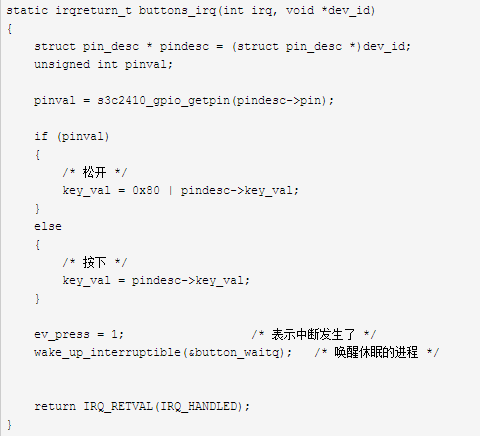 static irqreturn_t buttons_irq(int irq, void *dev_id)
{
    struct pin_desc * pindesc = (struct pin_desc *)dev_id;
    unsigned int pinval;
    pinval = s3c2410_gpio_getpin(pindesc->pin);
    if (pinval)
    {
        /* 松开 */
        key_val = 0x80 | pindesc->key_val;
    }
    else
    {
        /* 按下 */
        key_val = pindesc->key_val;
    }
    ev_press = 1;                  /* 表示中断发生了 */
    wake_up_interruptible(&button_waitq);   /* 唤醒休眠的进程 */
    return IRQ_RETVAL(IRQ_HANDLED);
}